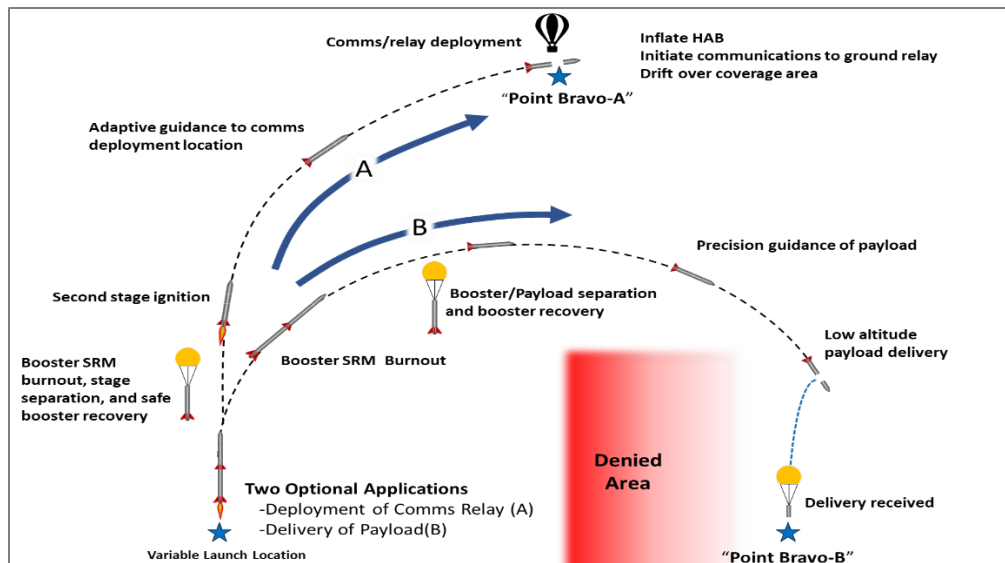 Comms/relay deployment
Inflate HAB
Initiate communications to ground relay
Drift over coverage area
“Point Bravo-A”
Adaptive guidance to comms
deployment location
A
B
Precision guidance of payload
Second stage ignition
Booster/Payload separation
and booster recovery
Low altitude
payload delivery
Booster SRM
burnout, stage
separation, and safe
booster recovery
Booster SRM Burnout
Denied
Area
Two Optional Applications
-Deployment of Comms Relay (A)
-Delivery of Payload(B)
Delivery received
Variable Launch Location
“Point Bravo-B”